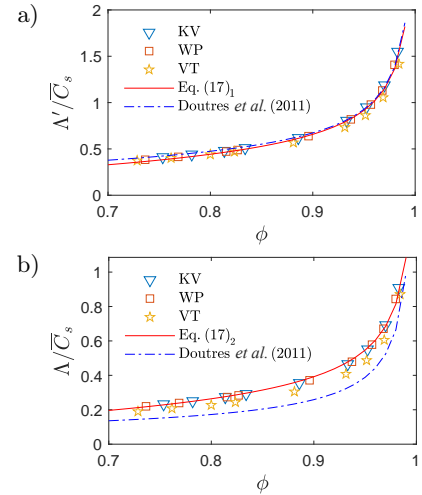 a)
2
1.5
1
0.5
0
Λ′/C̅ₛ
KV
WP
VT
Eq. (17)₁
Doutres et al. (2011)
0.7 0.8 0.9 1
ϕ
b)
1
0.8
0.6
0.4
0.2
0
Λ/C̅ₛ
KV
WP
VT
Eq. (17)₂
Doutres et al. (2011)
0.7 0.8 0.9 1
ϕ